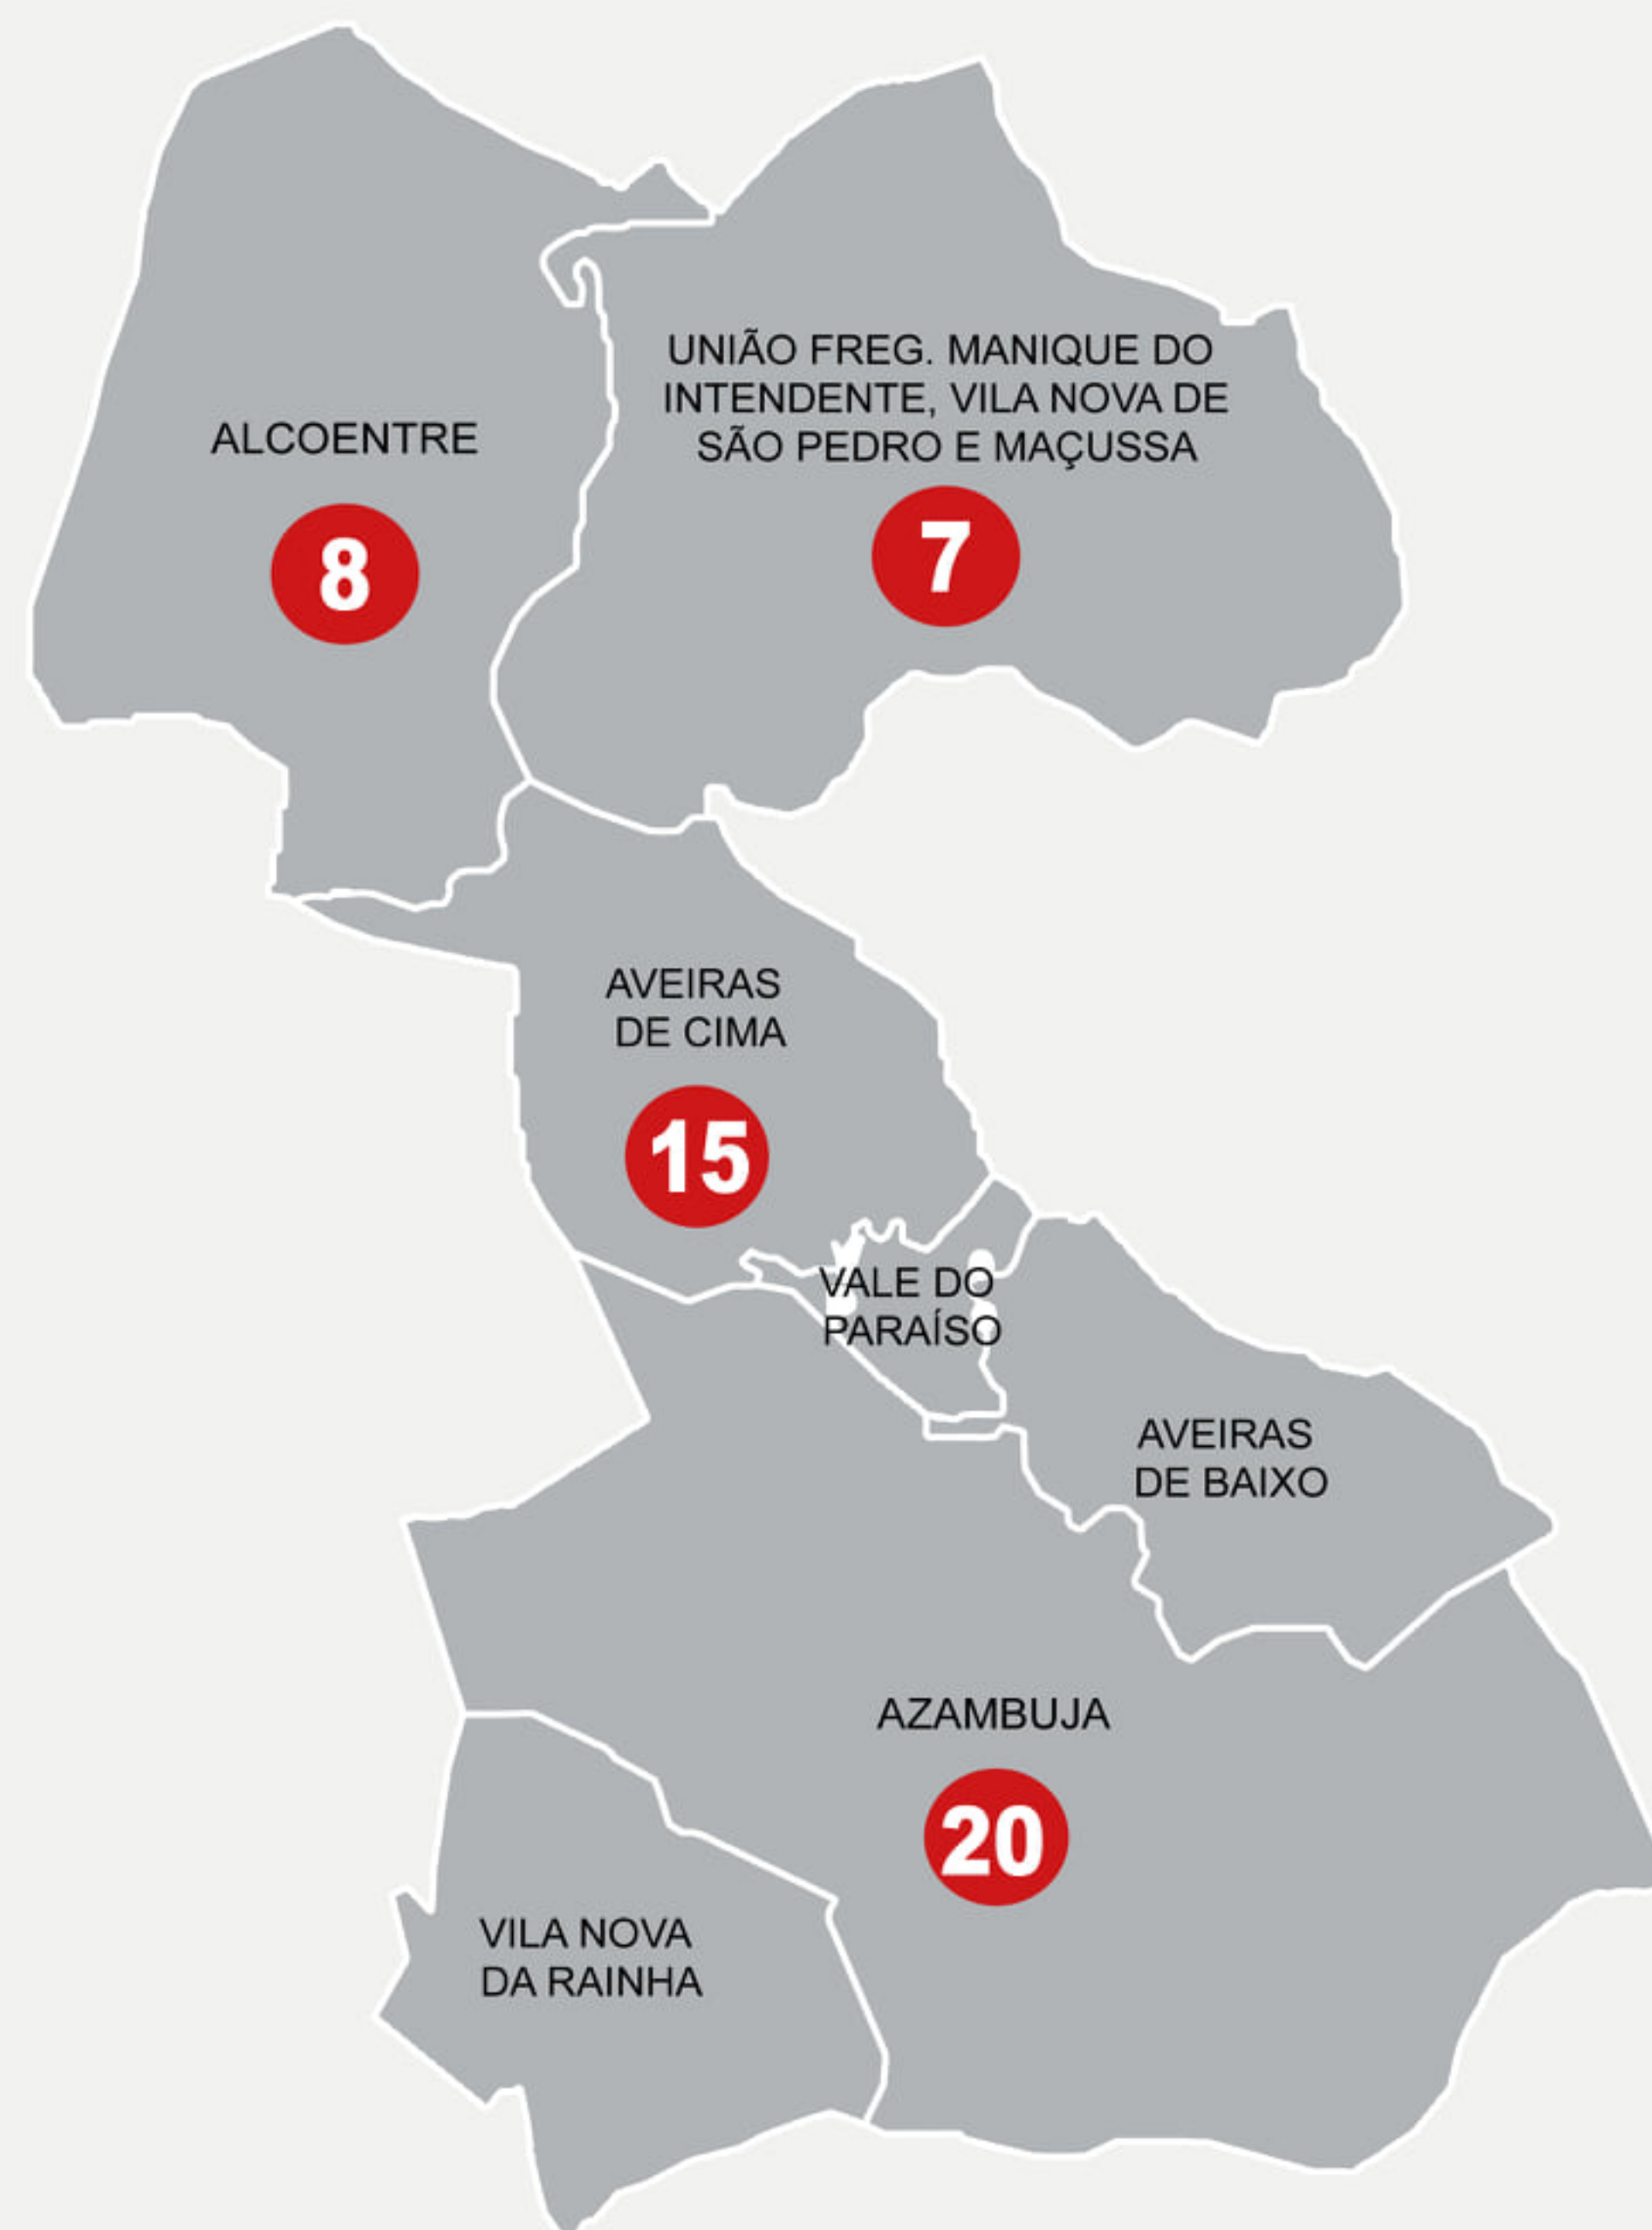 ALCOENTRE
8
UNIÃO FREG. MANIQUE DO
INTENDENTE, VILA NOVA DE
SÃO PEDRO E MAÇUSSA
7
AVEIRAS
DE CIMA
15
VALE DO
PARAÍSO
AVEIRAS
DE BAIXO
AZAMBUJA
20
VILA NOVA
DA RAINHA